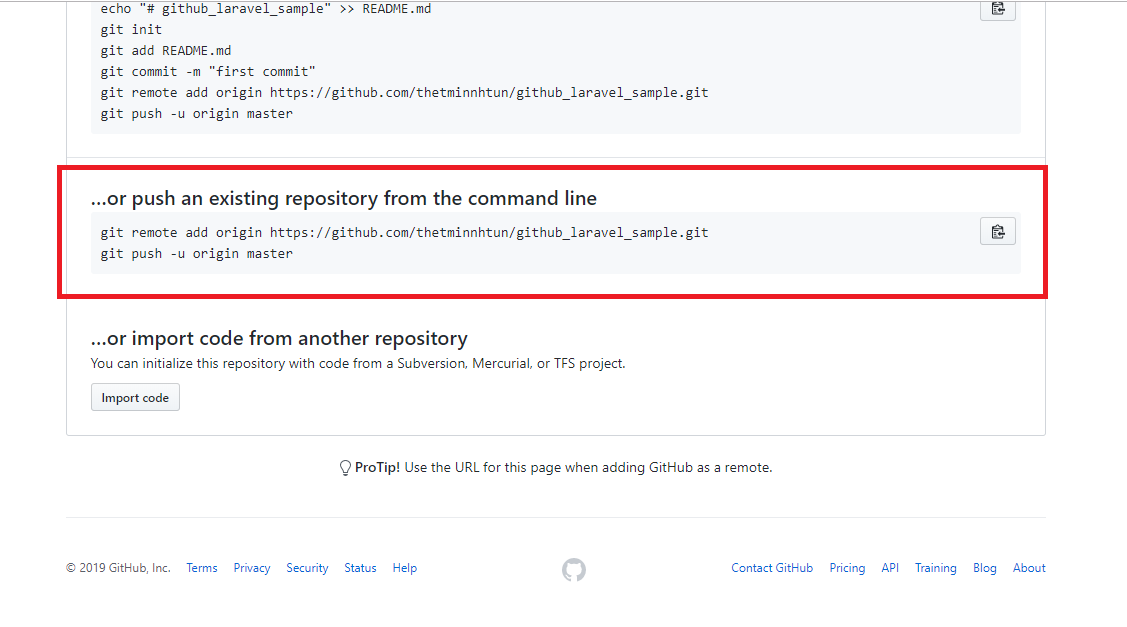 echo "# github_laravel_sample" >> README.md
git init
git add README.md
git commit -m "first commit"
git remote add origin https://github.com/thetminnhtun/github_laravel_sample.git
git push -u origin master
…or push an existing repository from the command line
git remote add origin https://github.com/thetminnhtun/github_laravel_sample.git
git push -u origin master
…or import code from another repository
You can initialize this repository with code from a Subversion, Mercurial, or TFS project.
Import code
ProTip! Use the URL for this page when adding GitHub as a remote.
© 2019 GitHub, Inc. Terms Privacy Security Status Help Contact GitHub Pricing API Training Blog About